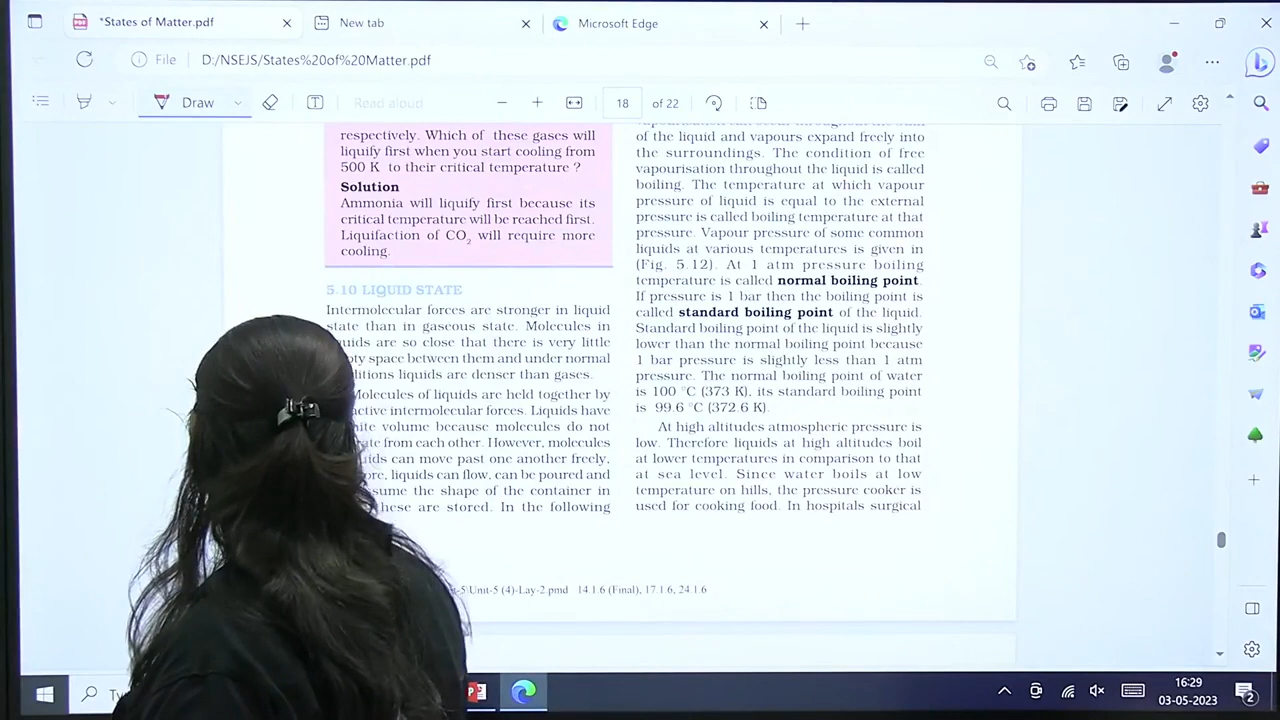 *States of Matter.pdf
New tab
Microsoft Edge
File
D:/NSEJS/States%20of%20Matter.pdf
Draw
Read aloud
18 of 22
respectively. Which of these gases will
liquify first when you start cooling from
500 K to their critical temperature ?
Solution
Ammonia will liquify first because its
critical temperature will be reached first.
Liquifaction of CO2 will require more
cooling.
5.10 LIQUID STATE
Intermolecular forces are stronger in liquid
state than in gaseous state. Molecules in
so close that there is very little
space between them and under normal
liquids are denser than gases.
Molecules of liquids are held together by
intermolecular forces. Liquids have
volume because molecules do not
from each other. However, molecules
can move past one another freely,
liquids can flow, can be poured and
the shape of the container in
these are stored. In the following
of the liquid and vapours expand freely into
the surroundings. The condition of free
vapourisation throughout the liquid is called
boiling. The temperature at which vapour
pressure of liquid is equal to the external
pressure is called boiling temperature at that
pressure. Vapour pressure of some common
liquids at various temperatures is given in
(Fig. 5.12). At 1 atm pressure boiling
temperature is called normal boiling point.
If pressure is 1 bar then the boiling point is
called standard boiling point of the liquid.
Standard boiling point of the liquid is slightly
lower than the normal boiling point because
1 bar pressure is slightly less than 1 atm
pressure. The normal boiling point of water
is 100 °C (373 K), its standard boiling point
is 99.6 °C (372.6 K).
At high altitudes atmospheric pressure is
low. Therefore liquids at high altitudes boil
at lower temperatures in comparison to that
at sea level. Since water boils at low
temperature on hills, the pressure cooker is
used for cooking food. In hospitals surgical
\Unit-5 (4)-Lay-2.pmd 14.1.6 (Final), 17.1.6, 24.1.6
16:29
03-05-2023
2